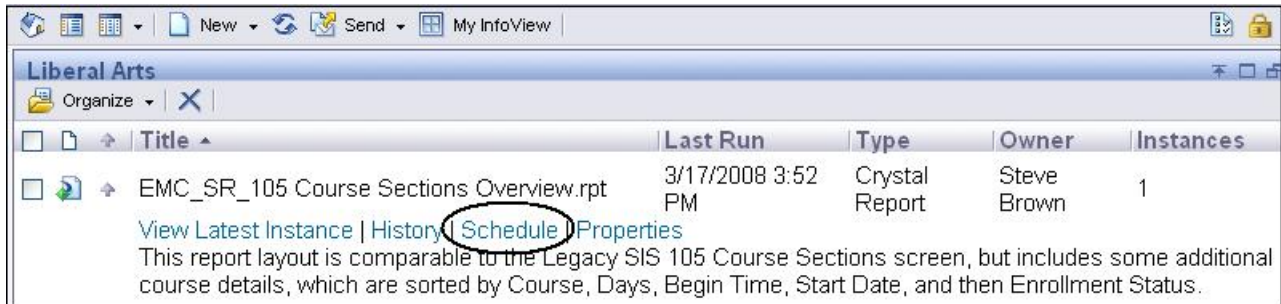 New Send My InfoView
Liberal Arts
Organize
Title Last Run Type Owner Instances
EMC_SR_105 Course Sections Overview.rpt 3/17/2008 3:52 PM Crystal Report Steve Brown 1
View Latest Instance | History | Schedule | Properties
This report layout is comparable to the Legacy SIS 105 Course Sections screen, but includes some additional
course details, which are sorted by Course, Days, Begin Time, Start Date, and then Enrollment Status.